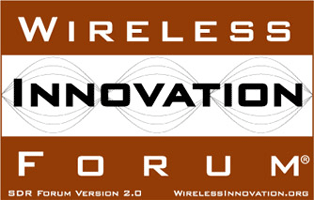 Wireless
Innovation
Forum®
SDR Forum Version 2.0 WirelessInnovation.org